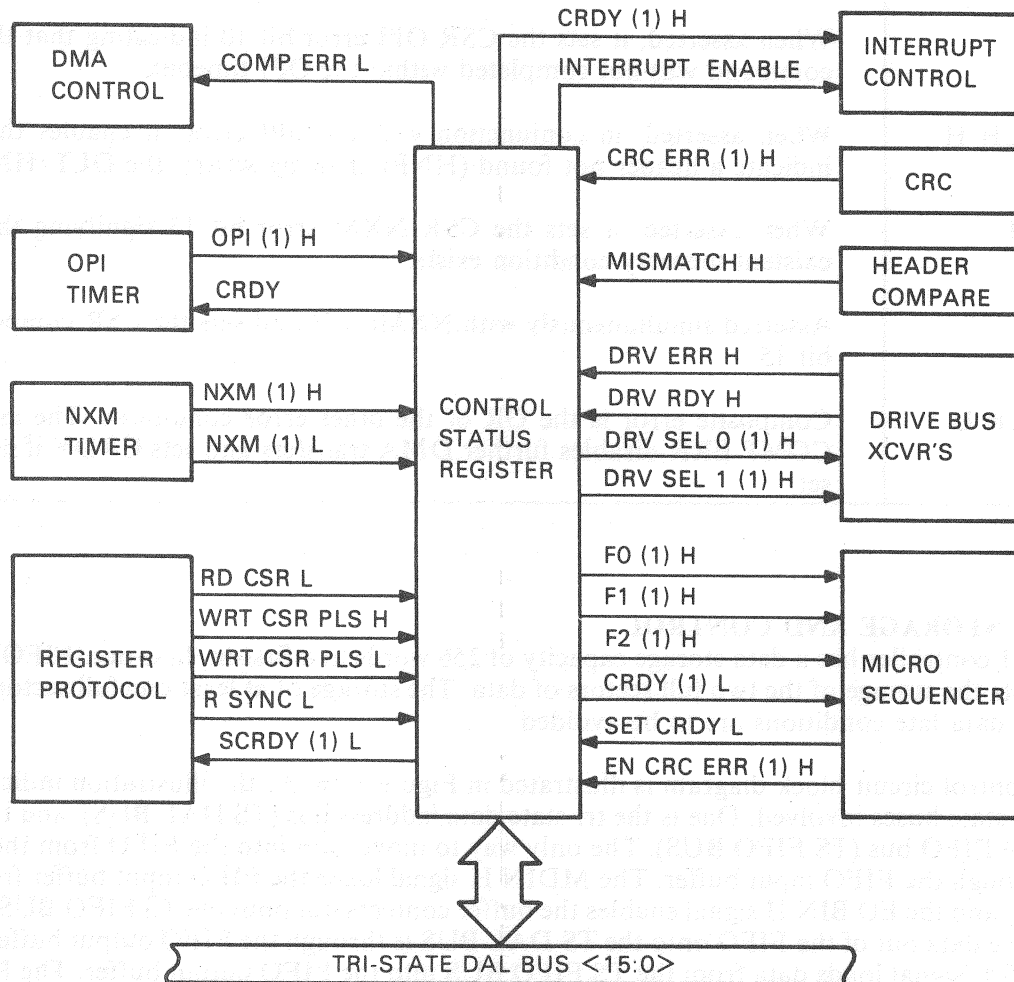 CRDY (1) H
DMA
CONTROL
COMP ERR L
INTERRUPT ENABLE
INTERRUPT
CONTROL
CRC ERR (1) H
CRC
OPI
TIMER
OPI (1) H
CRDY
MISMATCH H
HEADER
COMPARE
NXM
TIMER
NXM (1) H
NXM (1) L
CONTROL
STATUS
REGISTER
DRV ERR H
DRV RDY H
DRV SEL 0 (1) H
DRV SEL 1 (1) H
DRIVE BUS
XCVR'S
REGISTER
PROTOCOL
RD CSR L
WRT CSR PLS H
WRT CSR PLS L
R SYNC L
SCRDY (1) L
F0 (1) H
F1 (1) H
F2 (1) H
CRDY (1) L
SET CRDY L
EN CRC ERR (1) H
MICRO
SEQUENCER
TRI-STATE DAL BUS <15:0>